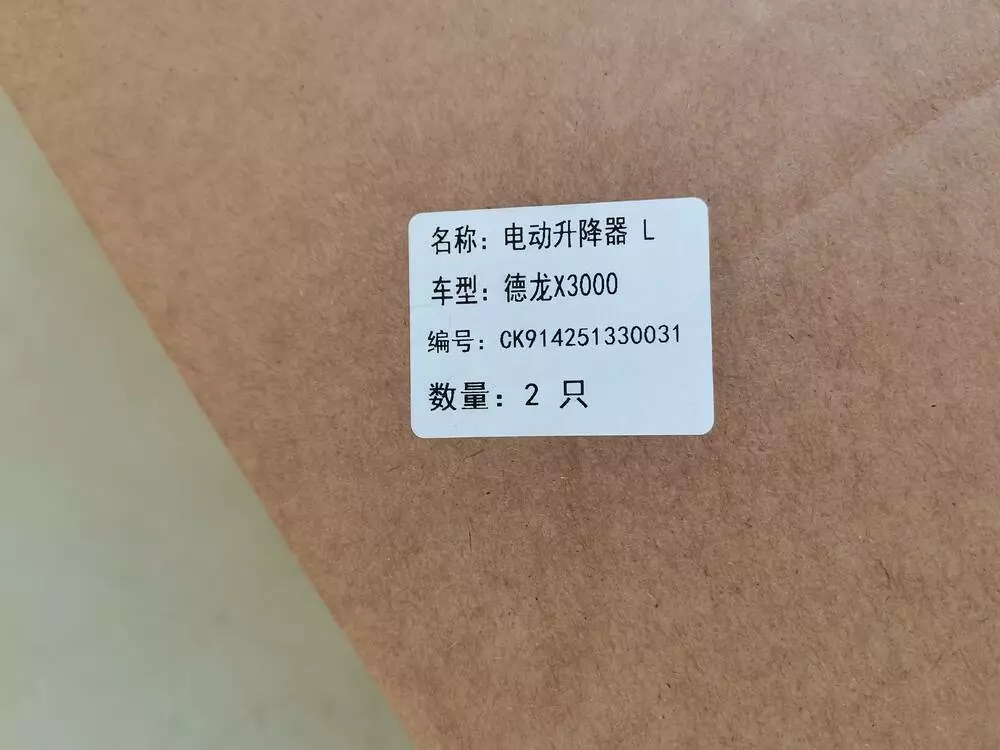 名称：电动升降器 L
车型：德龙X3000
编号：CK914251330031
数量：2 只